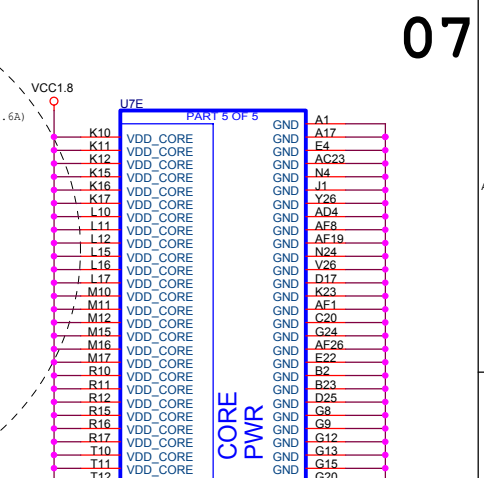 07
VCC1.8
.6A)
U7E
PART 5 OF 5
GND A1
K10 VDD_CORE GND A17
K11 VDD_CORE GND E4
K12 VDD_CORE GND AC23
K15 VDD_CORE GND N4
K16 VDD_CORE GND J1
K17 VDD_CORE GND Y26
L10 VDD_CORE GND AD4
L11 VDD_CORE GND AF8
L12 VDD_CORE GND AF19
L15 VDD_CORE GND N24
L16 VDD_CORE GND V26
L17 VDD_CORE GND D17
M10 VDD_CORE GND K23
M11 VDD_CORE GND AF1
M12 VDD_CORE GND C20
M15 VDD_CORE GND G24
M16 VDD_CORE GND AF26
M17 VDD_CORE GND E22
R10 VDD_CORE GND B2
R11 VDD_CORE GND B23
R12 VDD_CORE GND D25
R15 VDD_CORE GND G8
R16 VDD_CORE GND G9
R17 VDD_CORE GND G12
T10 VDD_CORE GND G13
T11 VDD_CORE GND G15
T12 G20
CORE
PWR